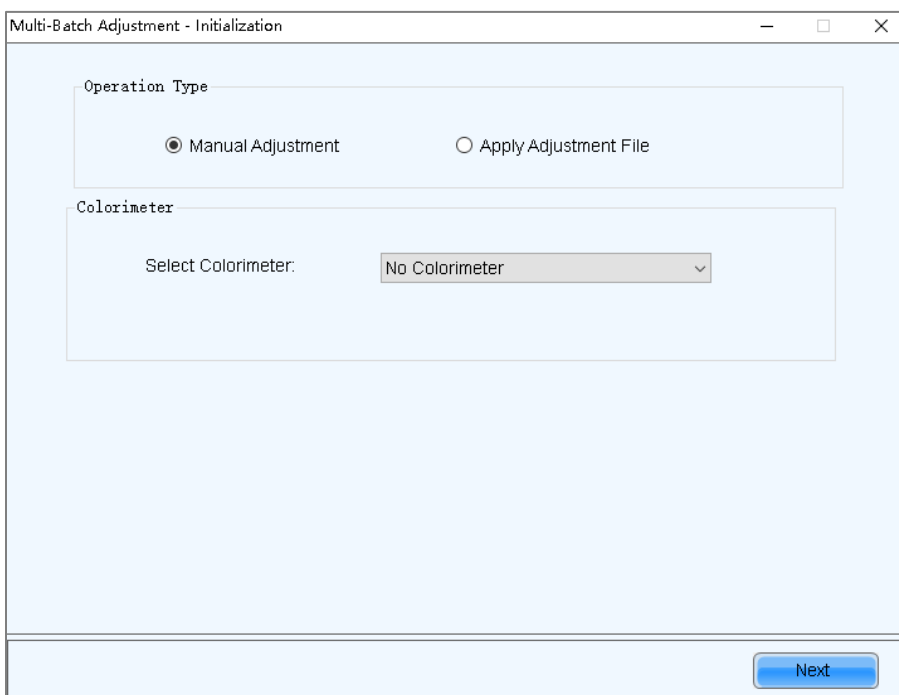 Multi-Batch Adjustment - Initialization
Operation Type
Manual Adjustment
Apply Adjustment File
Colorimeter
Select Colorimeter:
No Colorimeter
Next